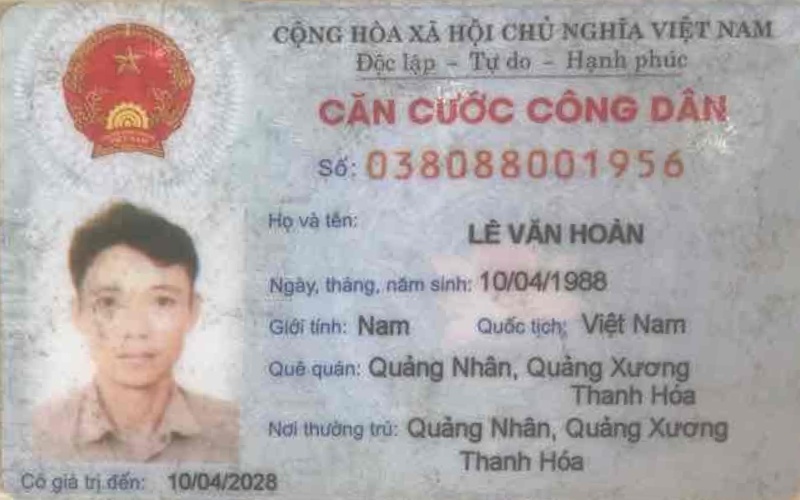 CỘNG HÒA XÃ HỘI CHỦ NGHĨA VIỆT NAM
Độc lập - Tự do - Hạnh phúc
CĂN CƯỚC CÔNG DÂN
Số: 038088001956
Họ và tên:
LÊ VĂN HOÀN
Ngày, tháng, năm sinh: 10/04/1988
Giới tính: Nam Quốc tịch: Việt Nam
Quê quán: Quảng Nhân, Quảng Xương
Thanh Hóa
Nơi thường trú: Quảng Nhân, Quảng Xương
Thanh Hóa
Có giá trị đến: 10/04/2028